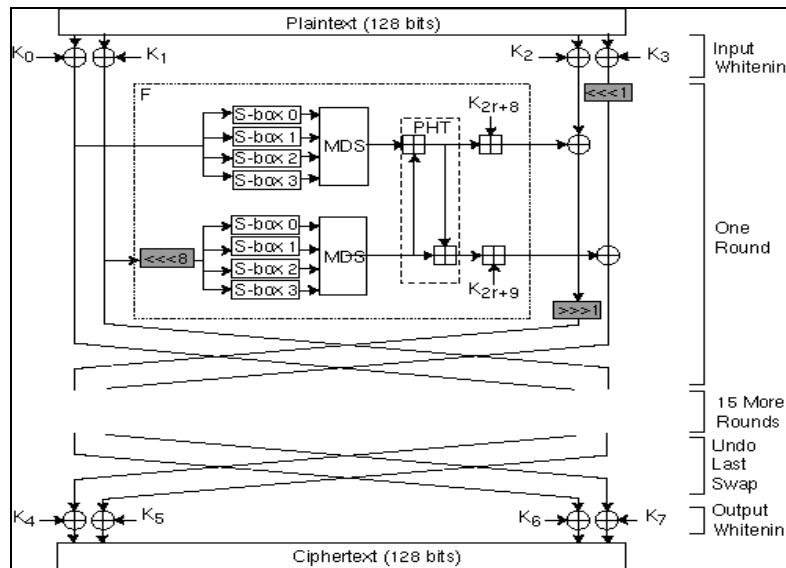 Plaintext (128 bits)
K0
K1
K2
K3
Input
Whitenin
F
<<<1
S-box 0
S-box 1
S-box 2
S-box 3
MDS
PHT
K2r+8
One
Round
<<<8
S-box 0
S-box 1
S-box 2
S-box 3
MDS
K2r+9
>>>1
15 More
Rounds
Undo
Last
Swap
K4
K5
K6
K7
Output
Whitenin
Ciphertext (128 bits)